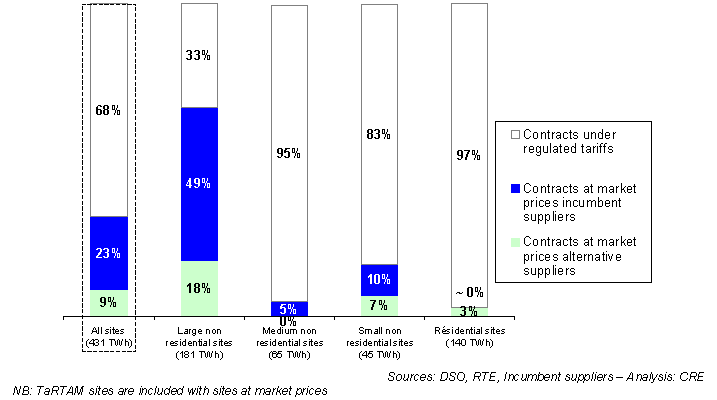 68%
33%
95%
83%
97%
49%
23%
18%
9%
5%
0%
10%
7%
~ 0%
3%
Contracts under
regulated tariffs
Contracts at market
prices incumbent
suppliers
Contracts at market
prices alternative
suppliers
All sites
(431 TWh)
Large non
residential sites
(181 TWh)
Medium non
residential sites
(65 TWh)
Small non
residential sites
(45 TWh)
Résidential sites
(140 TWh)
Sources: DSO, RTE, Incumbent suppliers – Analysis: CRE
NB: TaRTAM sites are included with sites at market prices